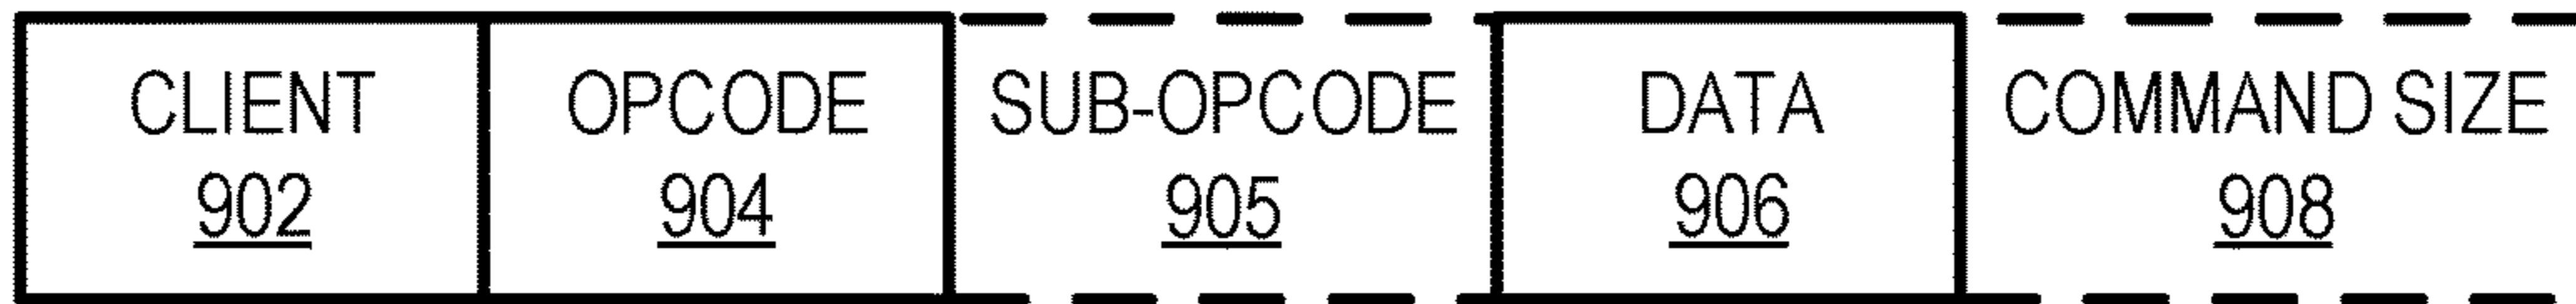 CLIENT
902
OPCODE
904
SUB-OPCODE
905
DATA
906
COMMAND SIZE
908